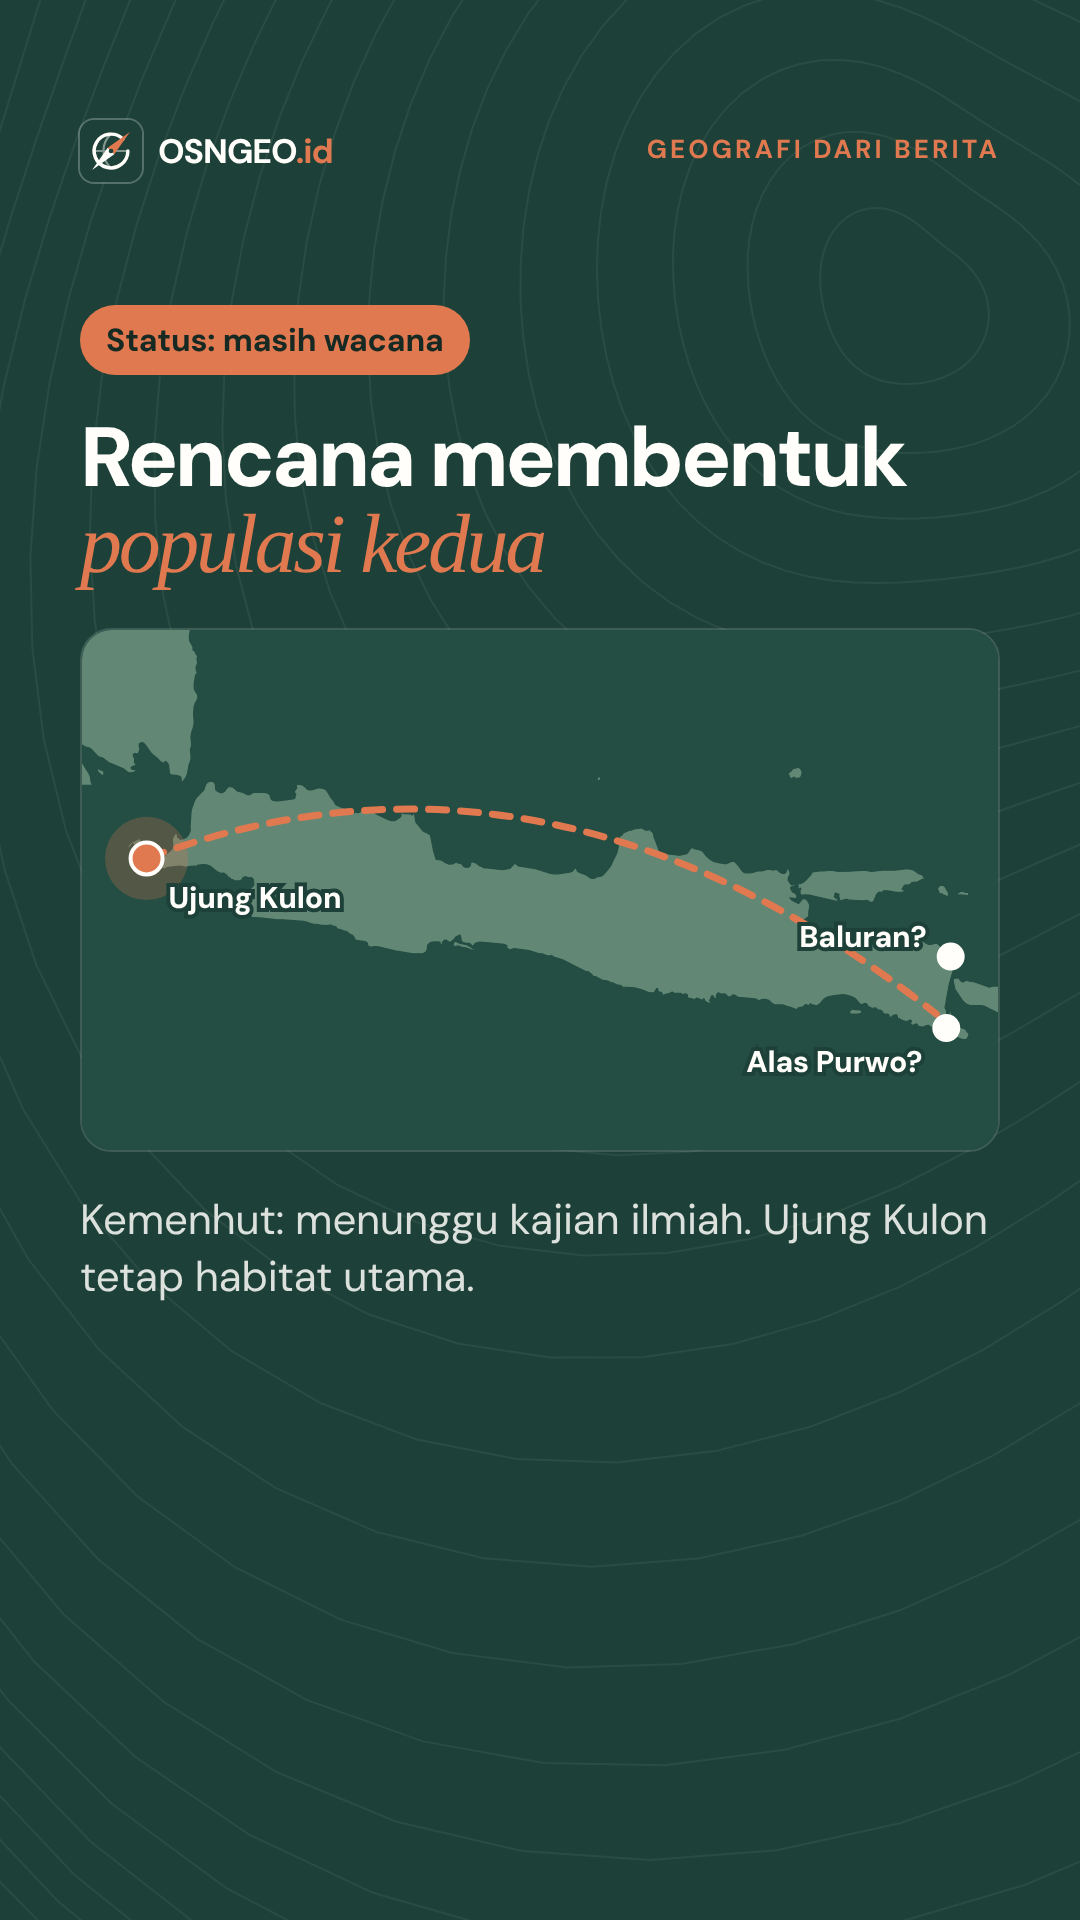 OSNGEO.id
GEOGRAFI DARI BERITA
Status: masih wacana
Rencana membentuk
populasi kedua
Ujung Kulon
Baluran?
Alas Purwo?
Kemenhut: menunggu kajian ilmiah. Ujung Kulon
tetap habitat utama.